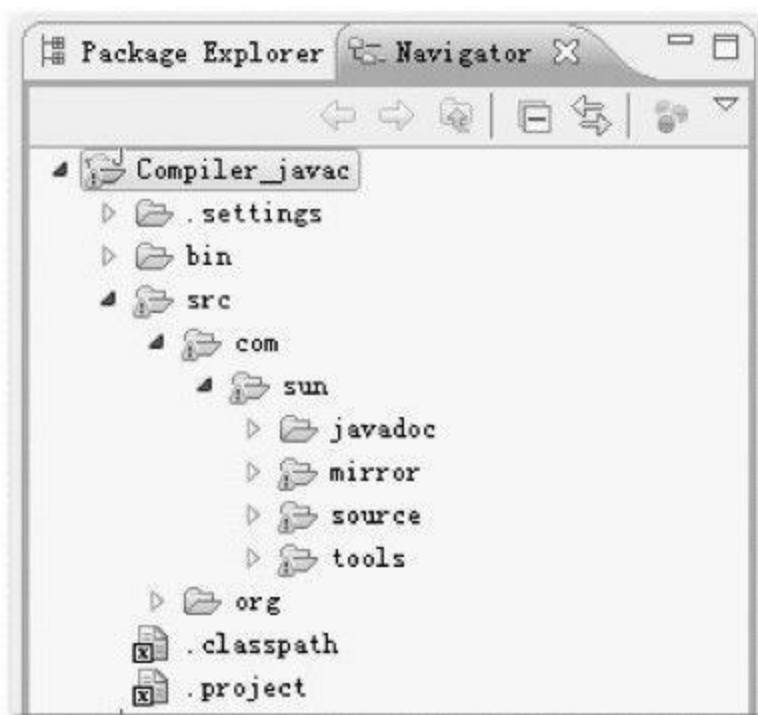 Package Explorer Navigator
Compiler_javac
.settings
bin
src
com
sun
javadoc
mirror
source
tools
org
.classpath
.project